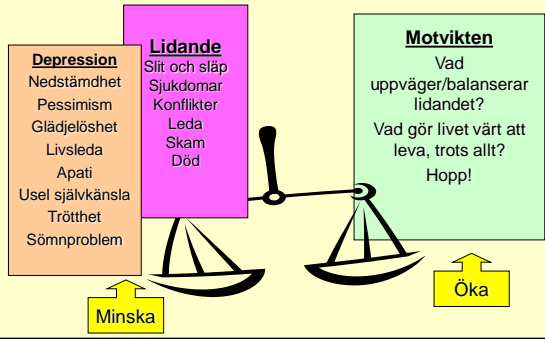 Depression
Nedstämdhet
Pessimism
Glädjelöshet
Livsleda
Apati
Usel självkänsla
Trötthet
Sömnproblem
Minska
Lidande
Slit och släp
Sjukdomar
Konflikter
Leda
Skam
Död
Motvikten
Vad
uppväger/balanserar
lidandet?
Vad gör livet värt att
leva, trots allt?
Hopp!
Öka